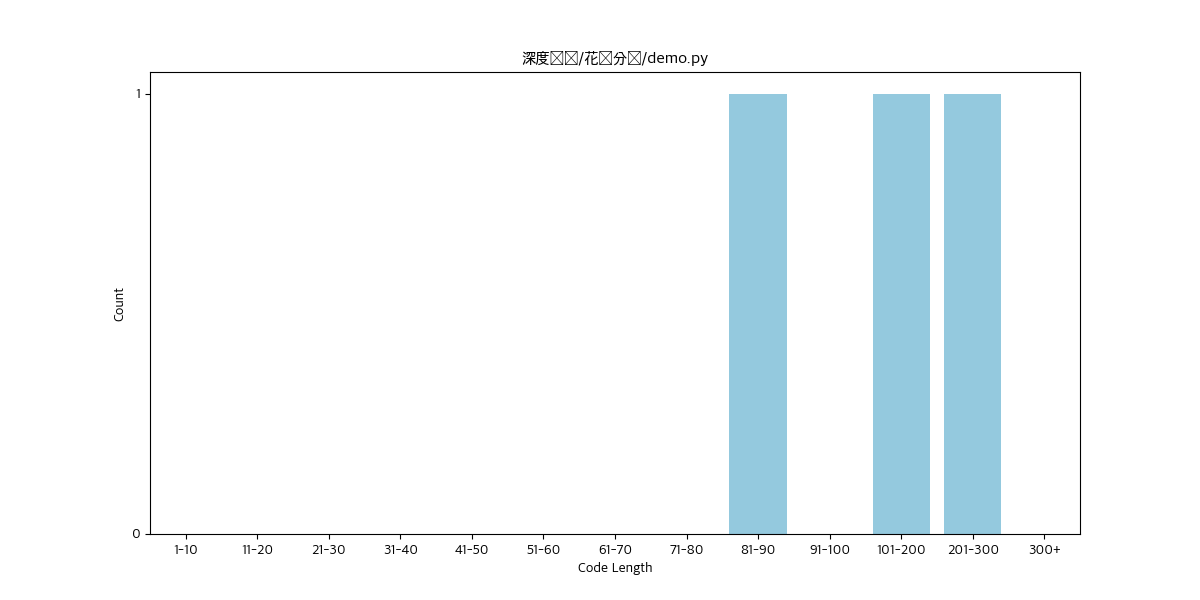 深度/花分/demo.py
1
Count
0
1-10 11-20 21-30 31-40 41-50 51-60 61-70 71-80 81-90 91-100 101-200 201-300 300+
Code Length